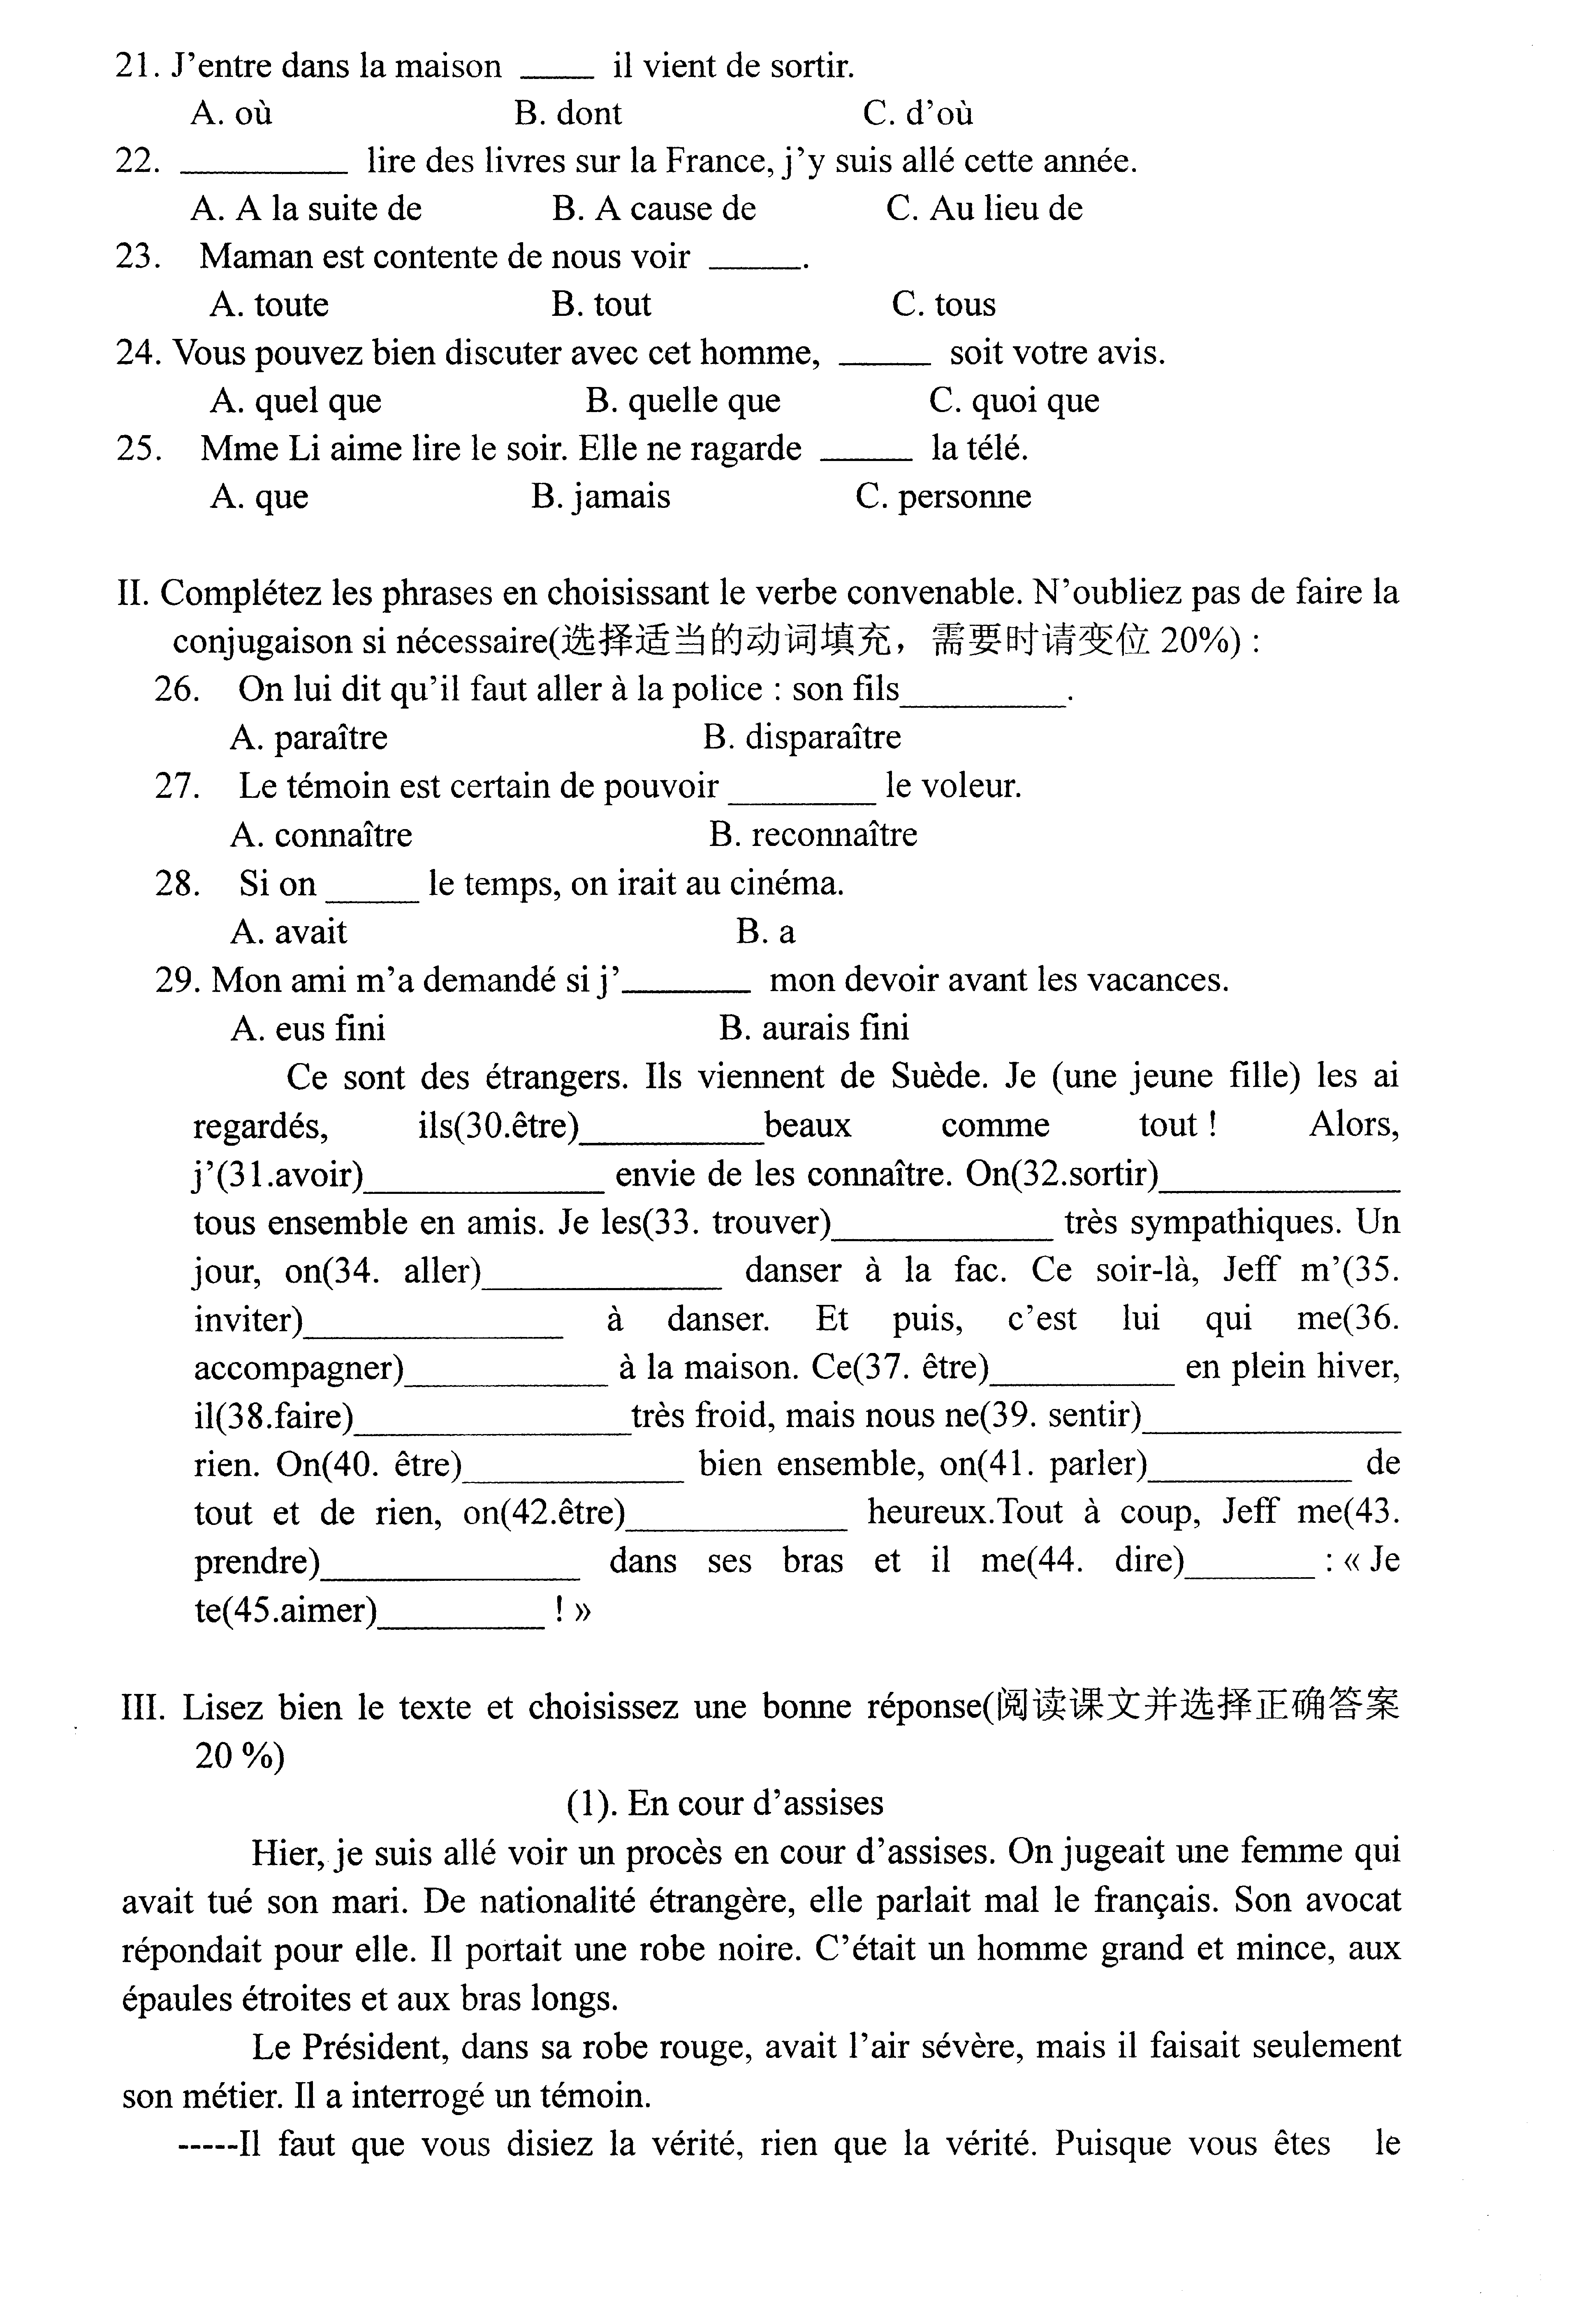 21. J'entre dans la maison ____ il vient de sortir.
A. où B. dont C. d'où
22. _________ lire des livres sur la France, j'y suis allé cette année.
A. A la suite de B. A cause de C. Au lieu de
23. Maman est contente de nous voir _____.
A. toute B. tout C. tous
24. Vous pouvez bien discuter avec cet homme, _____ soit votre avis.
A. quel que B. quelle que C. quoi que
25. Mme Li aime lire le soir. Elle ne ragarde _____ la télé.
A. que B. jamais C. personne
II. Complétez les phrases en choisissant le verbe convenable. N'oubliez pas de faire la
conjugaison si nécessaire(选择适当的动词填充，需要时请变位 20%) :
26. On lui dit qu'il faut aller à la police : son fils_________.
A. paraître B. disparaître
27. Le témoin est certain de pouvoir ________ le voleur.
A. connaître B. reconnaître
28. Si on _____ le temps, on irait au cinéma.
A. avait B. a
29. Mon ami m'a demandé si j'_______ mon devoir avant les vacances.
A. eus fini B. aurais fini
Ce sont des étrangers. Ils viennent de Suède. Je (une jeune fille) les ai
regardés, ils(30.être)__________beaux comme tout ! Alors,
j'(31.avoir)_____________ envie de les connaître. On(32.sortir)_____________
tous ensemble en amis. Je les(33. trouver)____________ très sympathiques. Un
jour, on(34. aller)_____________ danser à la fac. Ce soir-là, Jeff m'(35.
inviter)______________ à danser. Et puis, c'est lui qui me(36.
accompagner)___________ à la maison. Ce(37. être)__________ en plein hiver,
il(38.faire)_______________très froid, mais nous ne(39. sentir)______________
rien. On(40. être)____________ bien ensemble, on(41. parler)___________ de
tout et de rien, on(42.être)____________ heureux.Tout à coup, Jeff me(43.
prendre)______________ dans ses bras et il me(44. dire)_______ : « Je
te(45.aimer)_________ ! »
III. Lisez bien le texte et choisissez une bonne réponse(阅读课文并选择正确答案
20 %)
(1). En cour d'assises
Hier, je suis allé voir un procès en cour d'assises. On jugeait une femme qui
avait tué son mari. De nationalité étrangère, elle parlait mal le français. Son avocat
répondait pour elle. Il portait une robe noire. C'était un homme grand et mince, aux
épaules étroites et aux bras longs.
Le Président, dans sa robe rouge, avait l'air sévère, mais il faisait seulement
son métier. Il a interrogé un témoin.
-----Il faut que vous disiez la vérité, rien que la vérité. Puisque vous êtes le